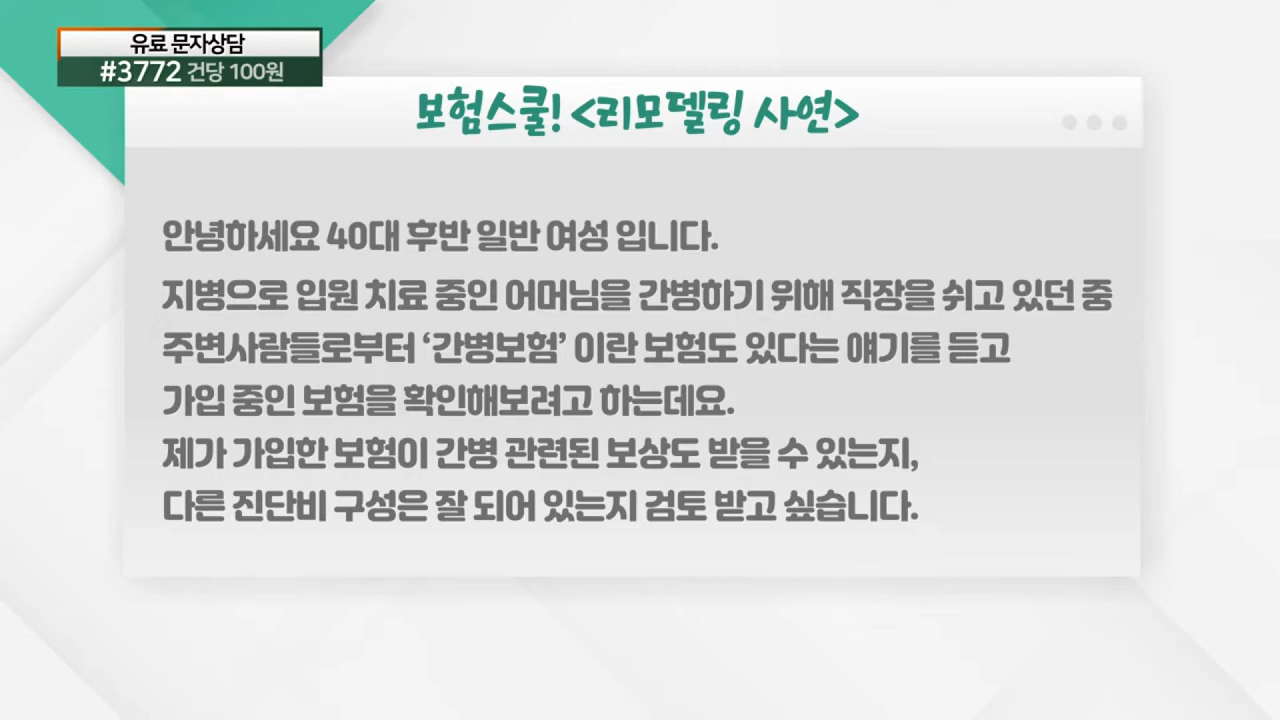 유료 문자상담
#3772 건당 100원
보험스쿨! <리모델링 사연>
안녕하세요 40대 후반 일반 여성 입니다.
지병으로 입원 치료 중인 어머님을 간병하기 위해 직장을 쉬고 있던 중
주변사람들로부터 ‘간병보험’ 이란 보험도 있다는 얘기를 듣고
가입 중인 보험을 확인해보려고 하는데요.
제가 가입한 보험이 간병 관련된 보상도 받을 수 있는지,
다른 진단비 구성은 잘 되어 있는지 검토 받고 싶습니다.